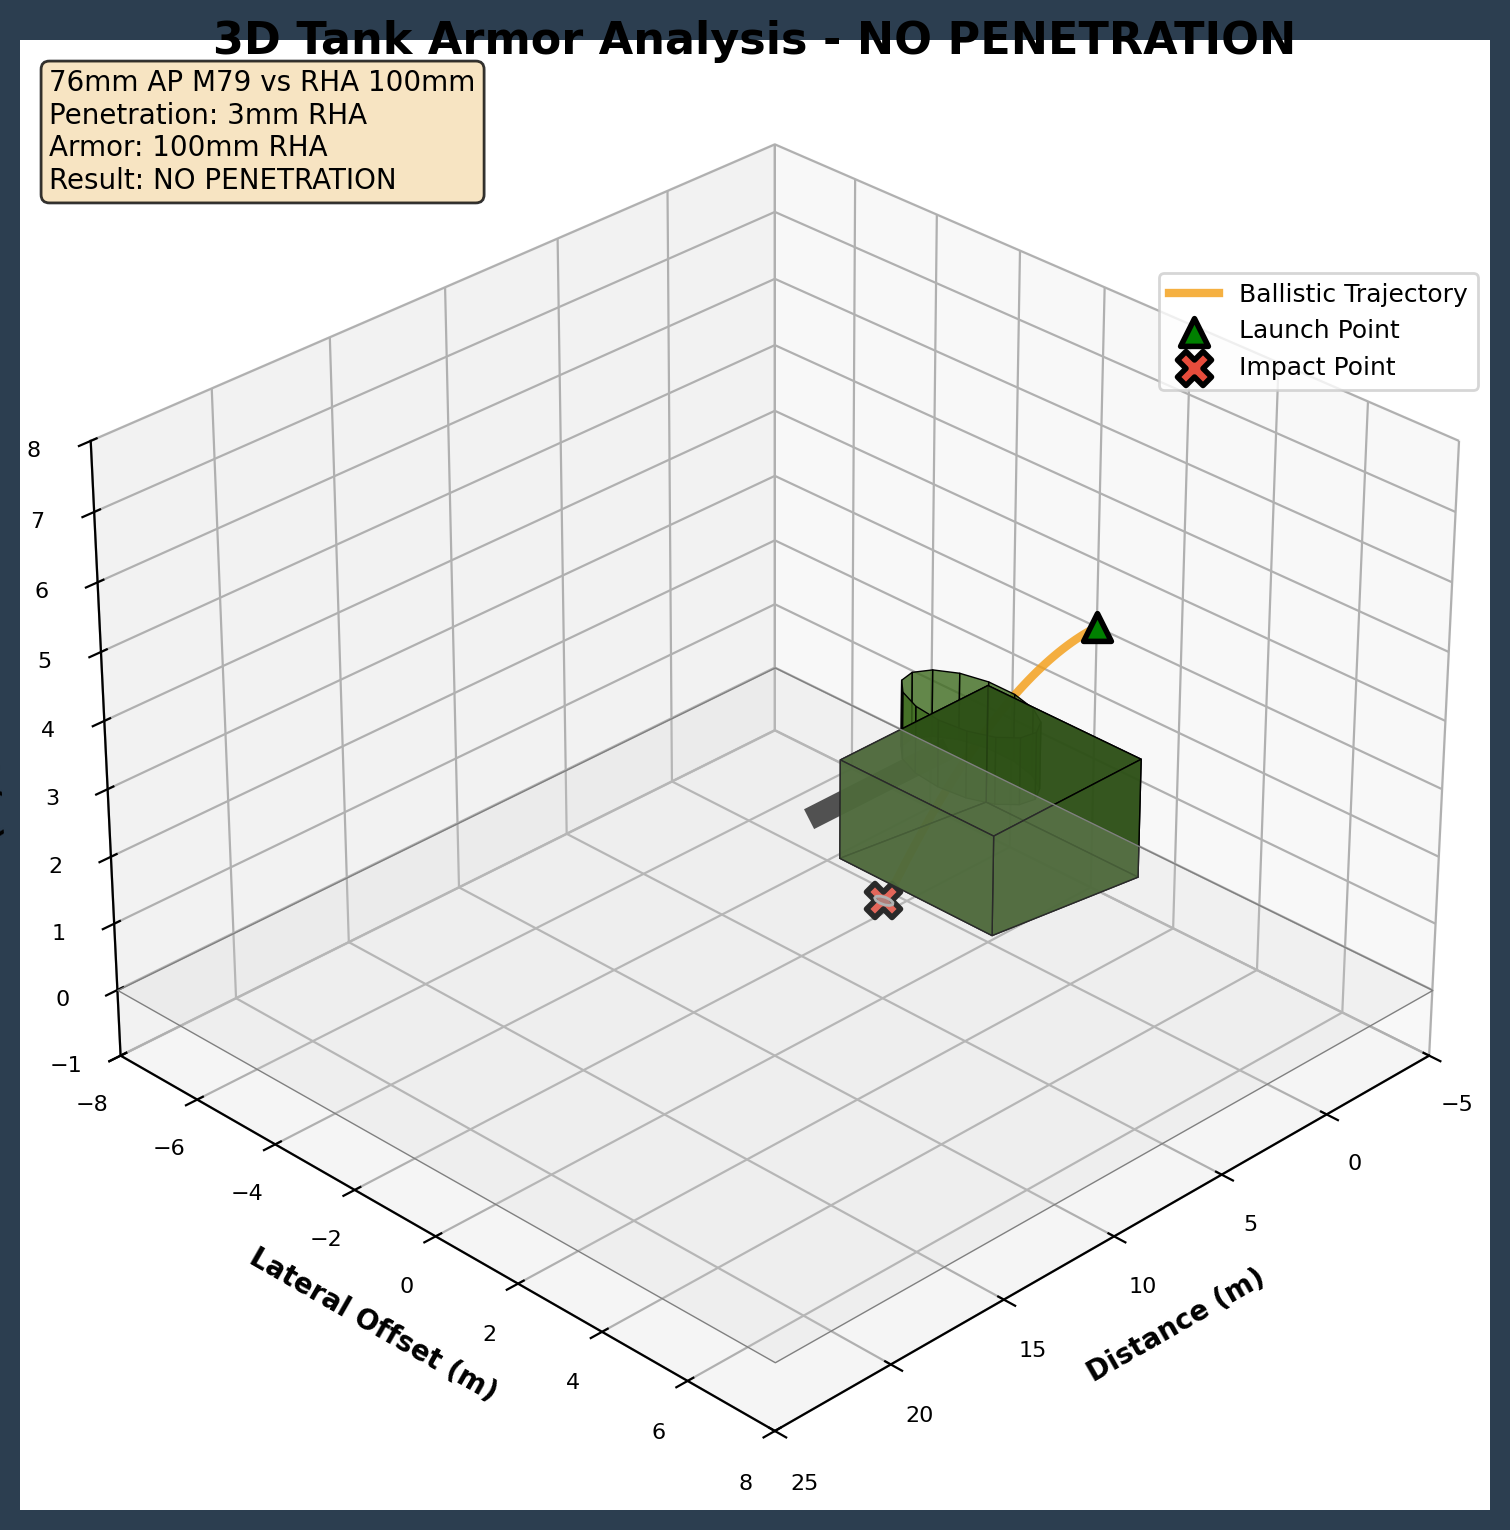 3D Tank Armor Analysis - NO PENETRATION
76mm AP M79 vs RHA 100mm
Penetration: 3mm RHA
Armor: 100mm RHA
Result: NO PENETRATION
Ballistic Trajectory
Launch Point
Impact Point
8
7
6
5
4
3
2
1
0
−1
−8
−6
−4
−2
0
2
4
6
8
Lateral Offset (m)
25
20
15
10
5
0
−5
Distance (m)